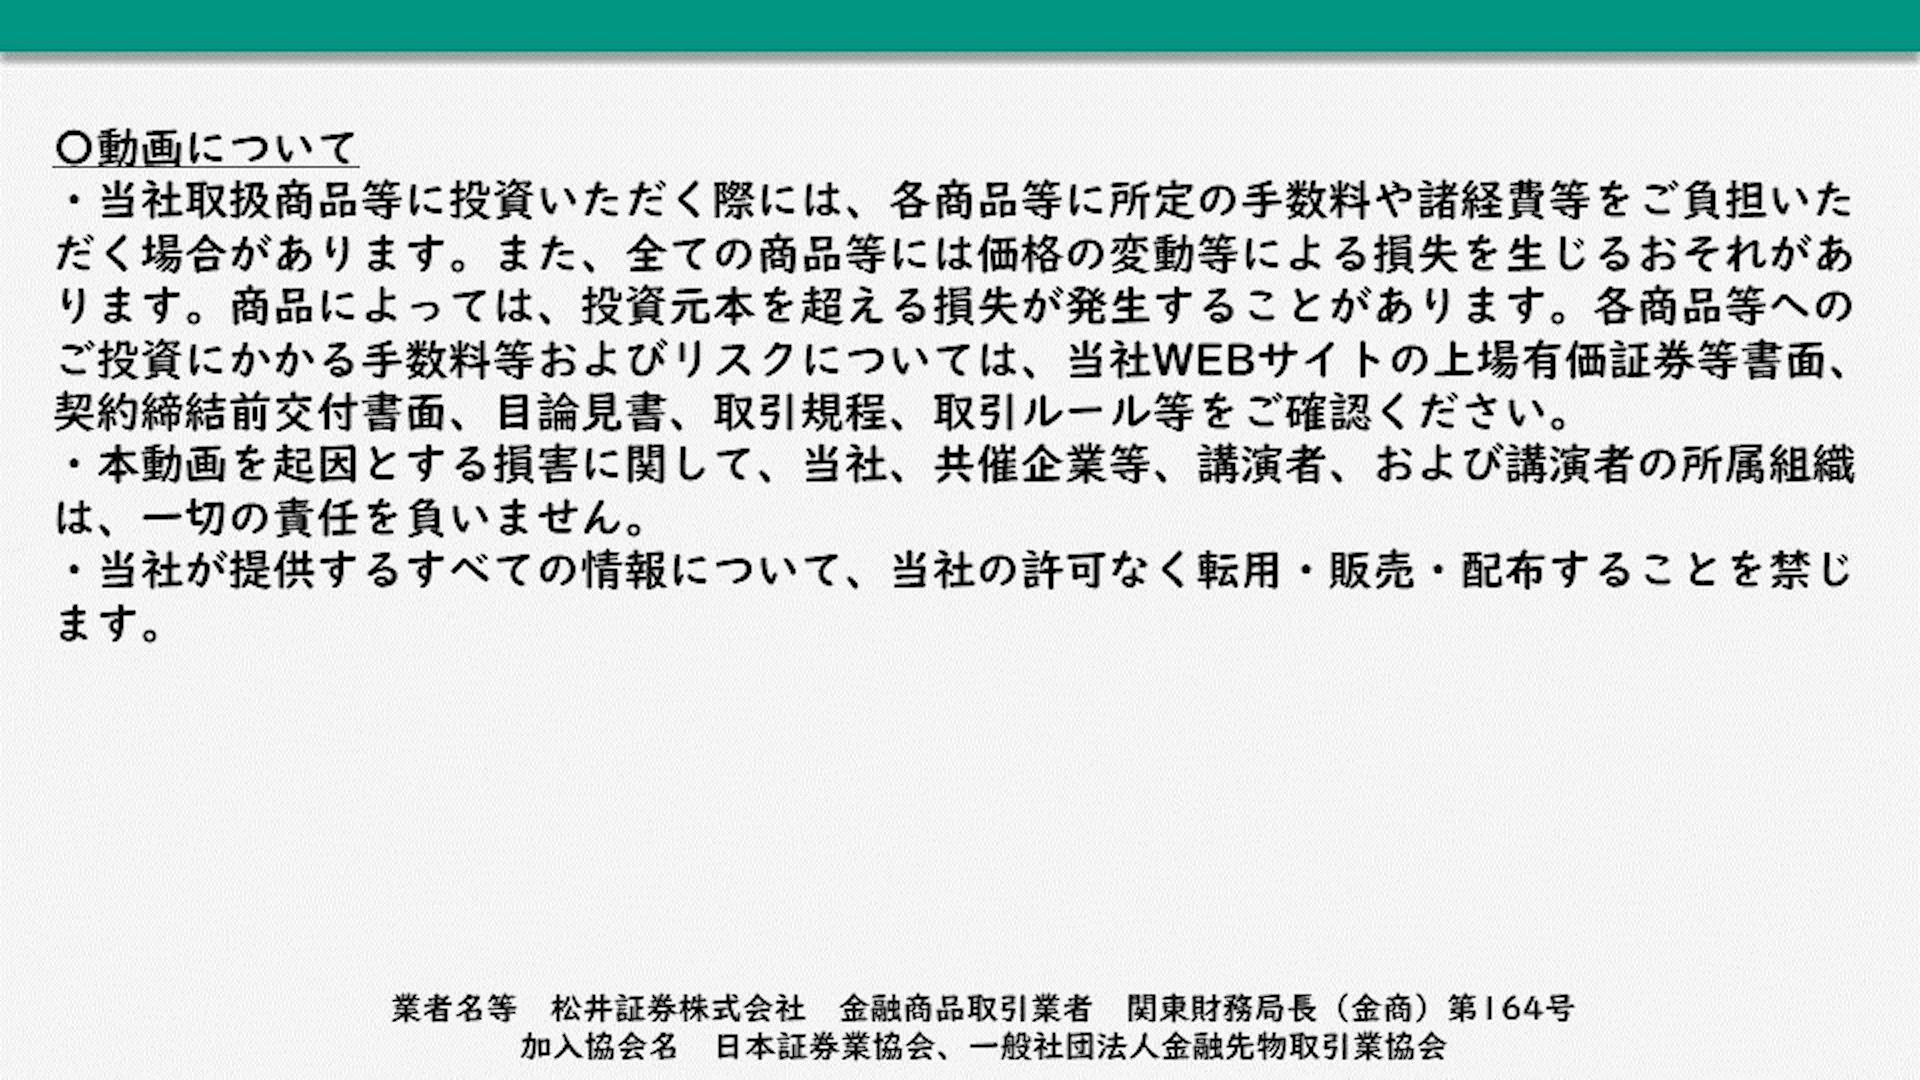 〇動画について
・当社取扱商品等に投資いただく際には、各商品等に所定の手数料や諸経費等をご負担いた
だく場合があります。また、全ての商品等には価格の変動等による損失を生じるおそれがあ
ります。商品によっては、投資元本を超える損失が発生することがあります。各商品等への
ご投資にかかる手数料等およびリスクについては、当社WEBサイトの上場有価証券等書面、
契約締結前交付書面、目論見書、取引規程、取引ルール等をご確認ください。
・本動画を起因とする損害に関して、当社、共催企業等、講演者、および講演者の所属組織
は、一切の責任を負いません。
・当社が提供するすべての情報について、当社の許可なく転用・販売・配布することを禁じ
ます。
業者名等　松井証券株式会社　金融商品取引業者　関東財務局長（金商）第164号
加入協会名　日本証券業協会、一般社団法人金融先物取引業協会